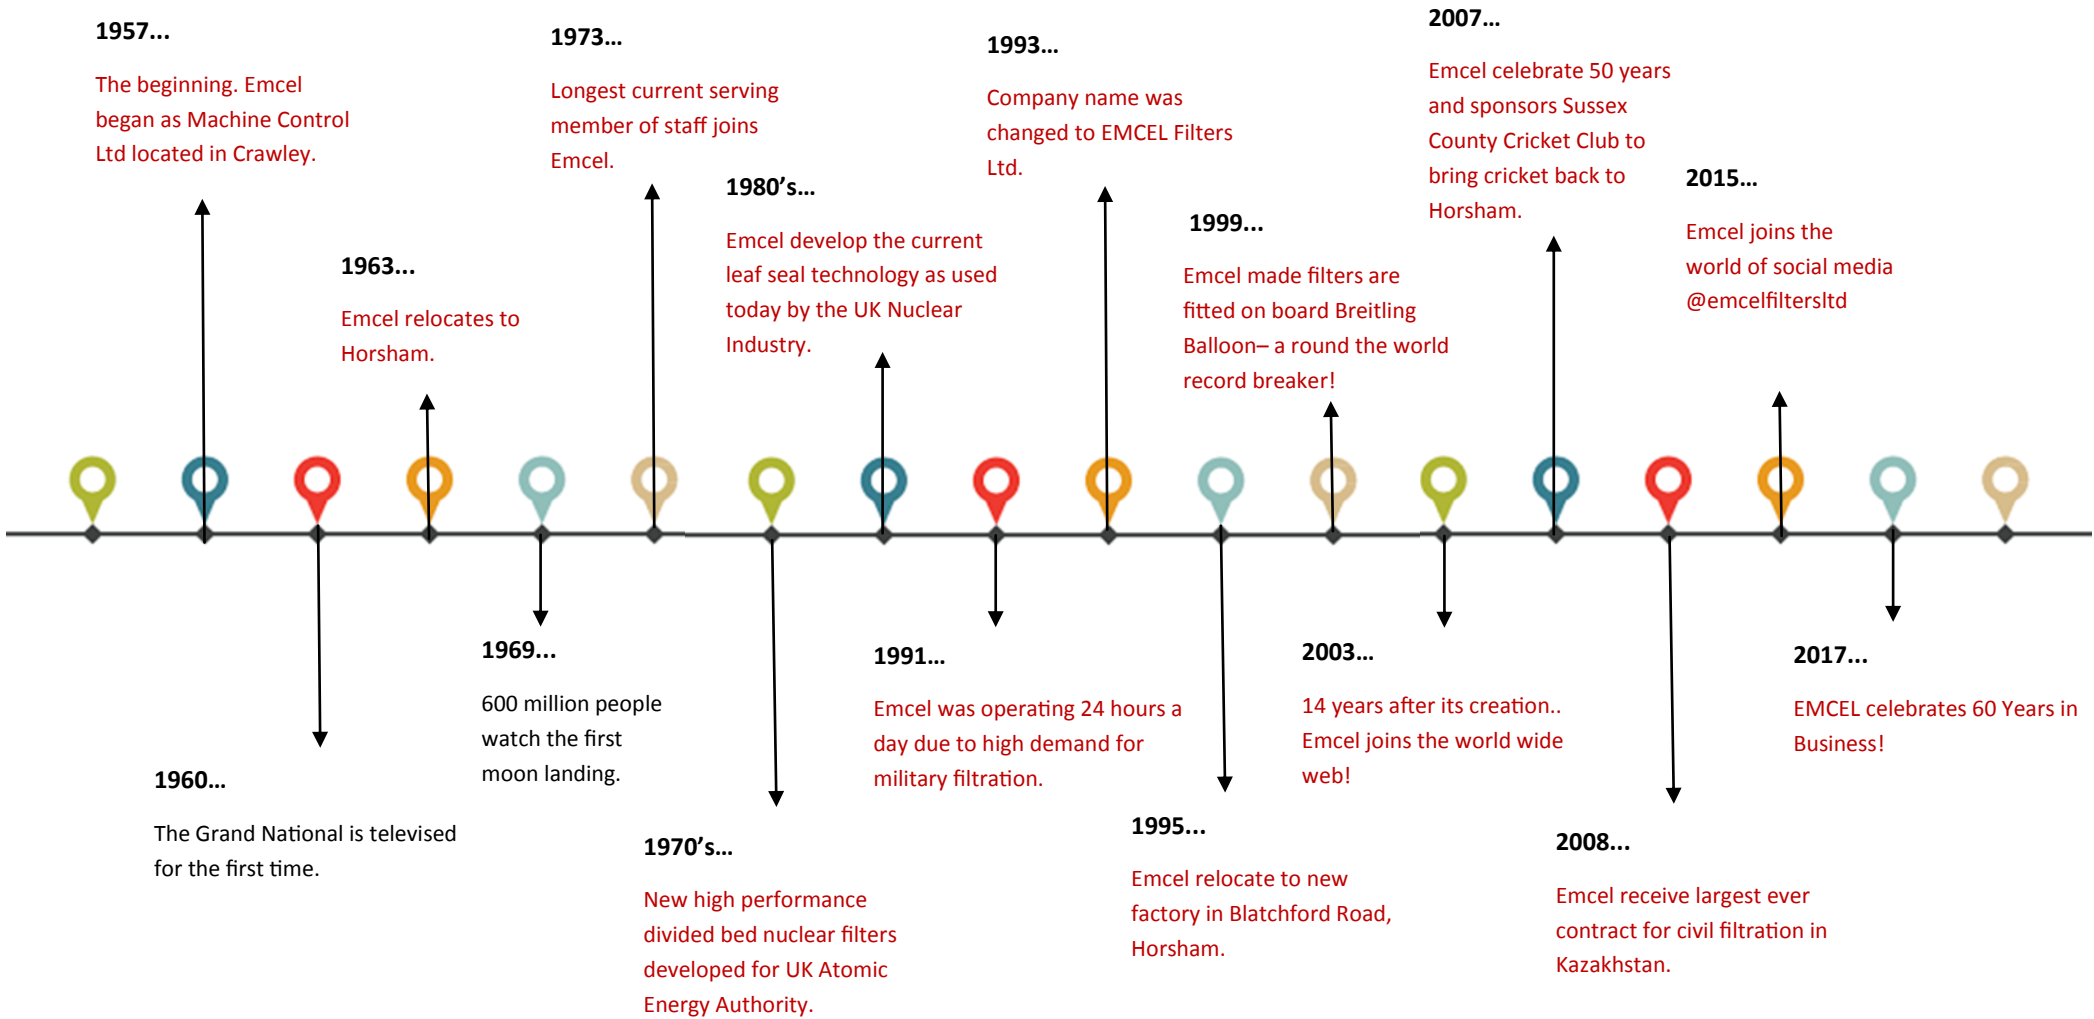 1957...
The beginning. Emcel
began as Machine Control
Ltd located in Crawley.
1960...
The Grand National is televised
for the first time.
1963...
Emcel relocates to
Horsham.
1969...
600 million people
watch the first
moon landing.
1973...
Longest current serving
member of staff joins
Emcel.
1970's...
New high performance
divided bed nuclear filters
developed for UK Atomic
Energy Authority.
1980's...
Emcel develop the current
leaf seal technology as used
today by the UK Nuclear
Industry.
1991...
Emcel was operating 24 hours a
day due to high demand for
military filtration.
1993...
Company name was
changed to EMCEL Filters
Ltd.
1995...
Emcel relocate to new
factory in Blatchford Road,
Horsham.
1999...
Emcel made filters are
fitted on board Breitling
Balloon– a round the world
record breaker!
2003...
14 years after its creation..
Emcel joins the world wide
web!
2007...
Emcel celebrate 50 years
and sponsors Sussex
County Cricket Club to
bring cricket back to
Horsham.
2008...
Emcel receive largest ever
contract for civil filtration in
Kazakhstan.
2015...
Emcel joins the
world of social media
@emcelfiltersltd
2017...
EMCEL celebrates 60 Years in
Business!